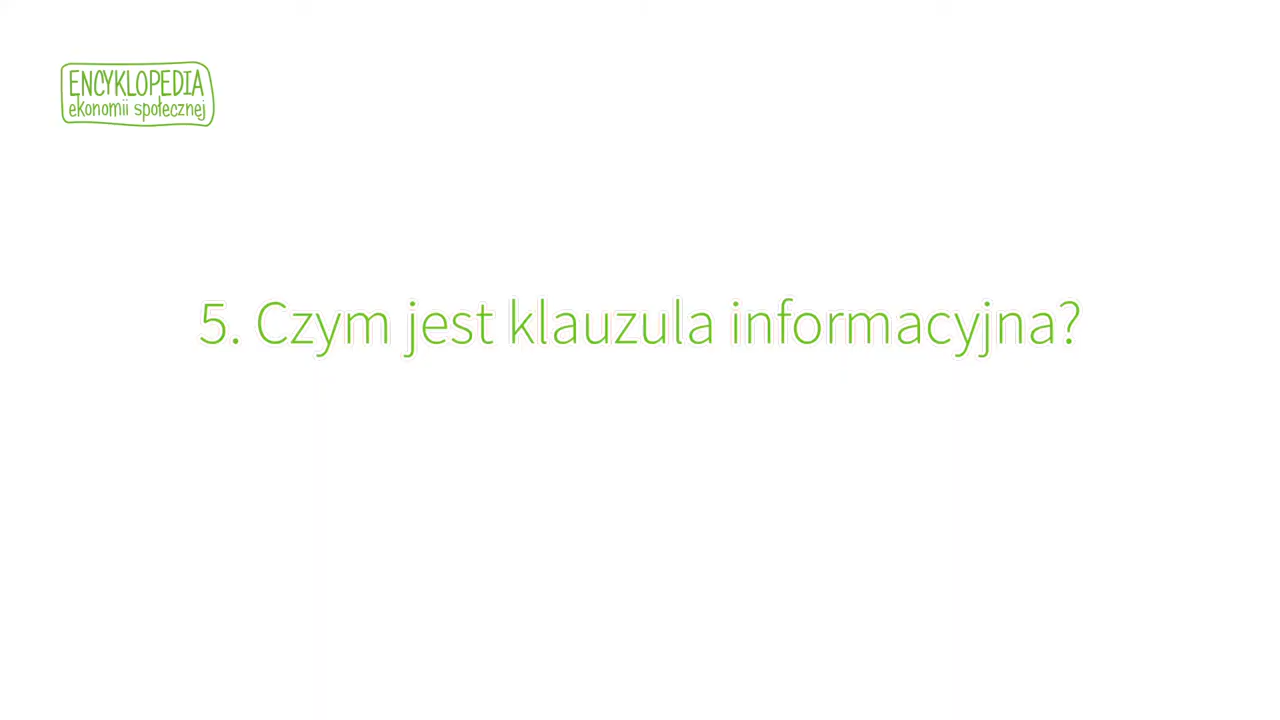 ENCYKLOPEDIA
ekonomii społecznej
5. Czym jest klauzula informacyjna?